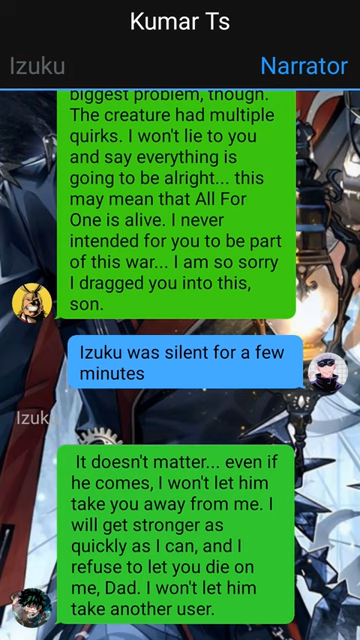 Kumar Ts
Izuku
Narrator
biggest problem, though.
The creature had multiple
quirks. I won't lie to you
and say everything is
going to be alright... this
may mean that All For
One is alive. I never
intended for you to be part
of this war... I am so sorry
I dragged you into this,
son.
Izuku was silent for a few
minutes
Izuk
It doesn't matter... even if
he comes, I won't let him
take you away from me. I
will get stronger as
quickly as I can, and I
refuse to let you die on
me, Dad. I won't let him
take another user.